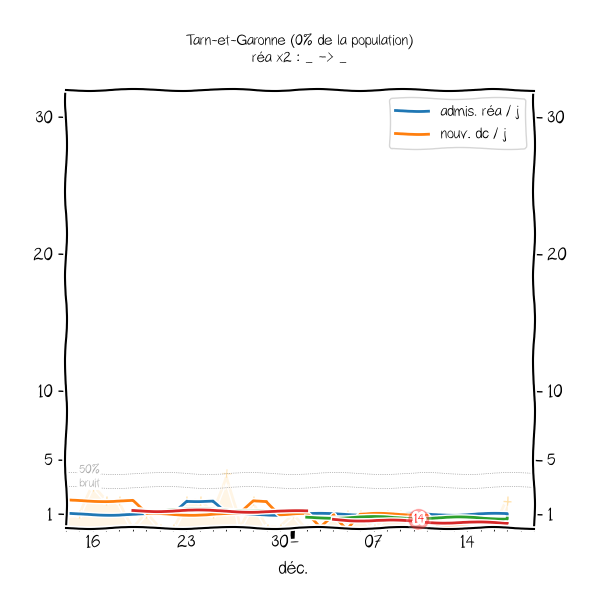 Tarn-et-Garonne (0% de la population)
réa x2 : _ -> _
admis. réa / j
nouv. dc / j
30
30
20
20
10
10
5
5
50%
bruit
1
14
1
16
23
30
07
14
déc.